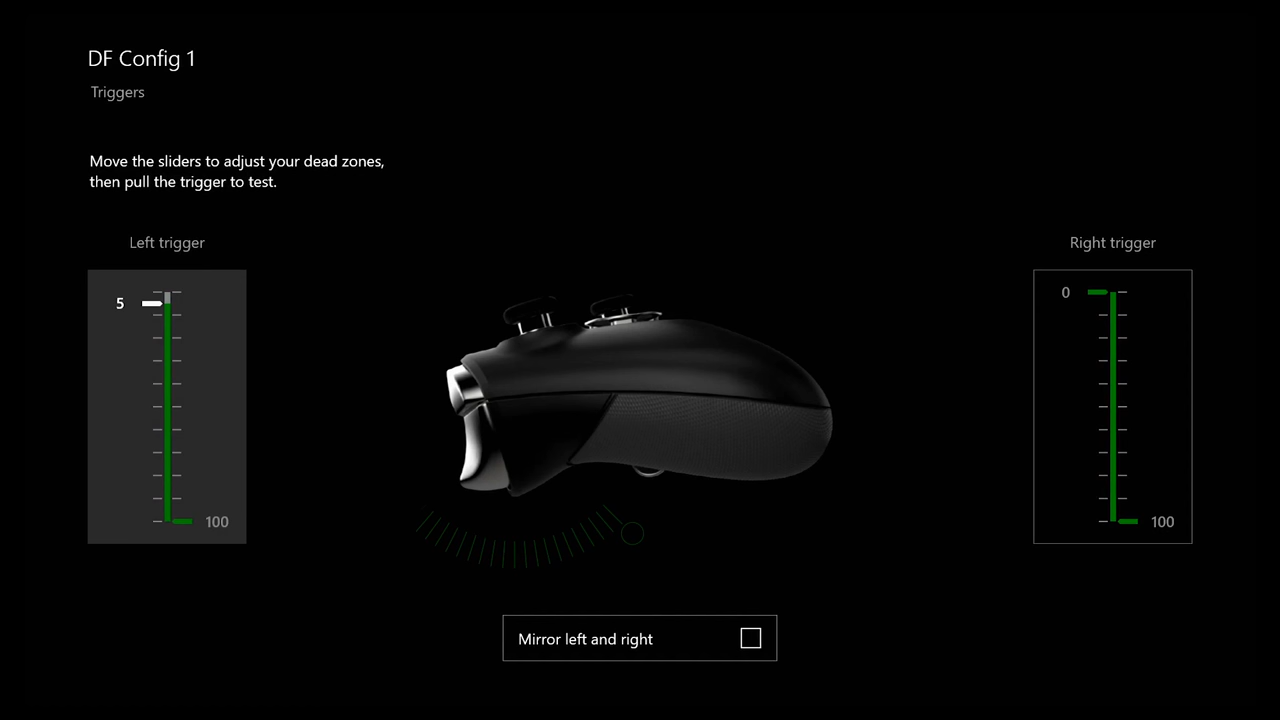 DF Config 1
Triggers
Move the sliders to adjust your dead zones,
then pull the trigger to test.
Left trigger
Right trigger
5
0
100
100
Mirror left and right